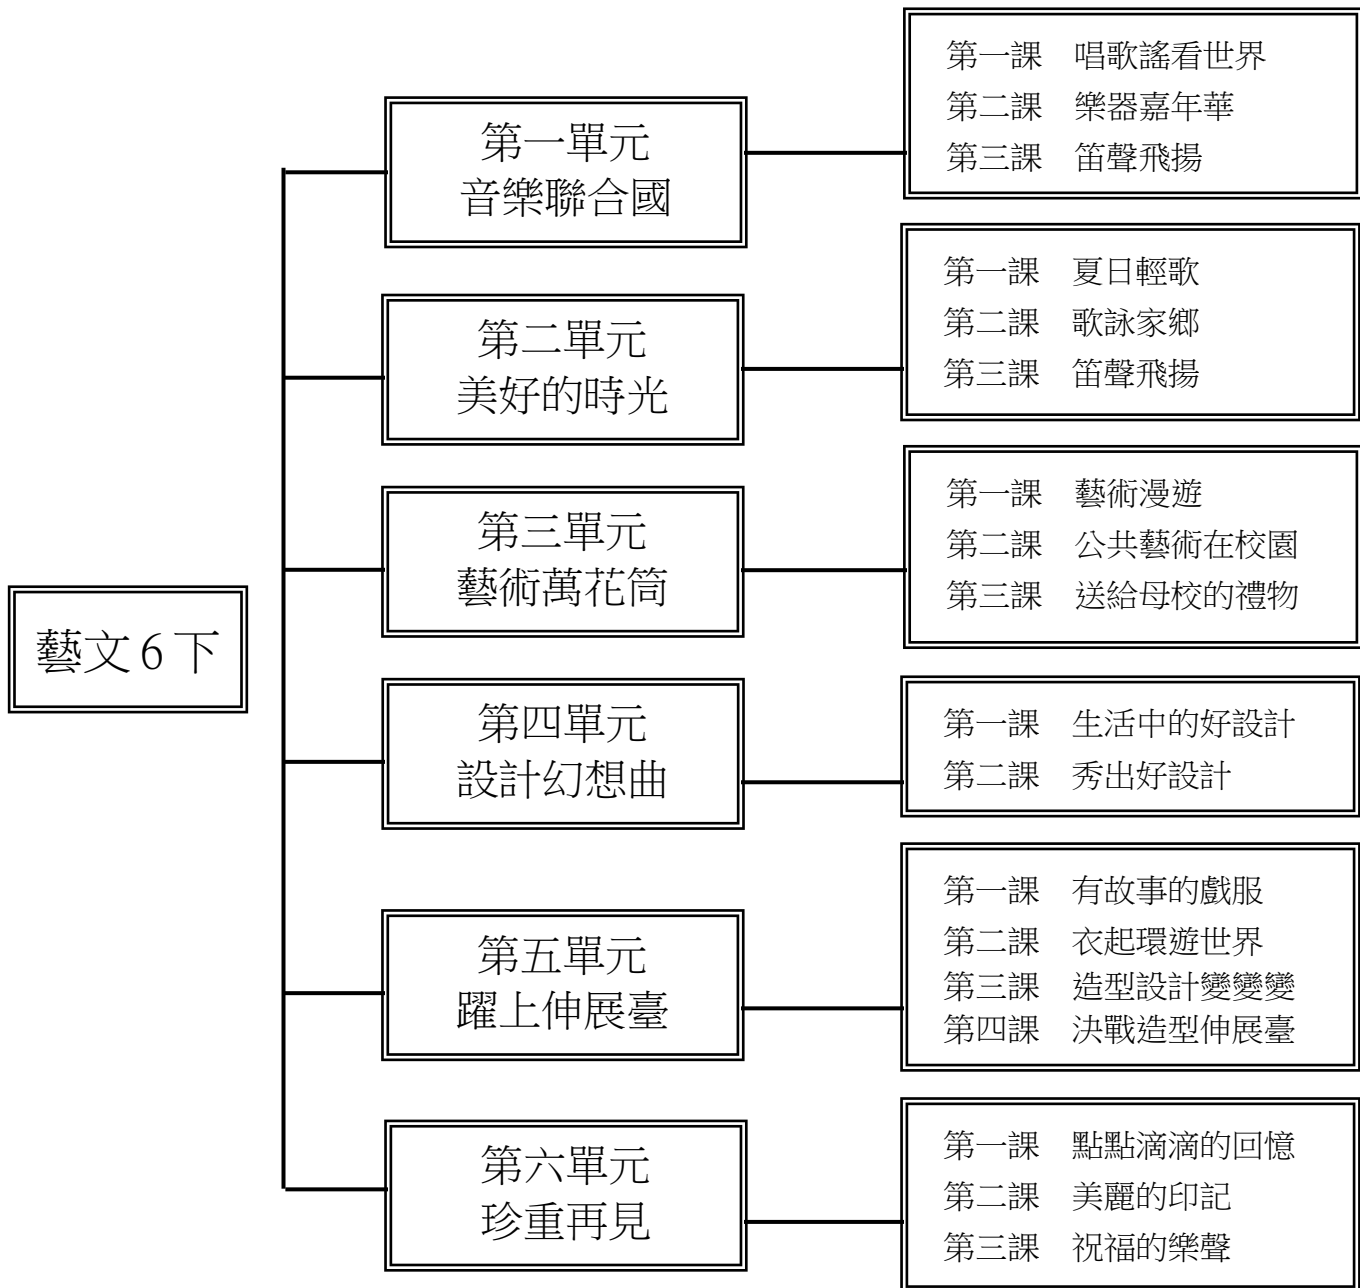 藝文6下
第一單元
音樂聯合國
第一課　唱歌謠看世界
第二課　樂器嘉年華
第三課　笛聲飛揚
第二單元
美好的時光
第一課　夏日輕歌
第二課　歌詠家鄉
第三課　笛聲飛揚
第三單元
藝術萬花筒
第一課　藝術漫遊
第二課　公共藝術在校園
第三課　送給母校的禮物
第四單元
設計幻想曲
第一課　生活中的好設計
第二課　秀出好設計
第五單元
躍上伸展臺
第一課　有故事的戲服
第二課　衣起環遊世界
第三課　造型設計變變變
第四課　決戰造型伸展臺
第六單元
珍重再見
第一課　點點滴滴的回憶
第二課　美麗的印記
第三課　祝福的樂聲